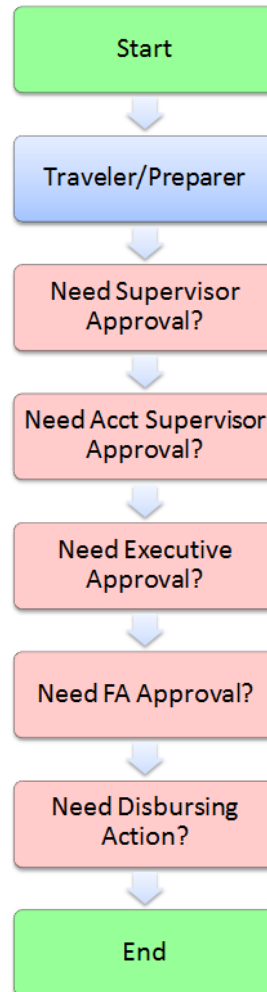 Start
Traveler/Preparer
Need Supervisor
Approval?
Need Acct Supervisor
Approval?
Need Executive
Approval?
Need FA Approval?
Need Disbursing
Action?
End